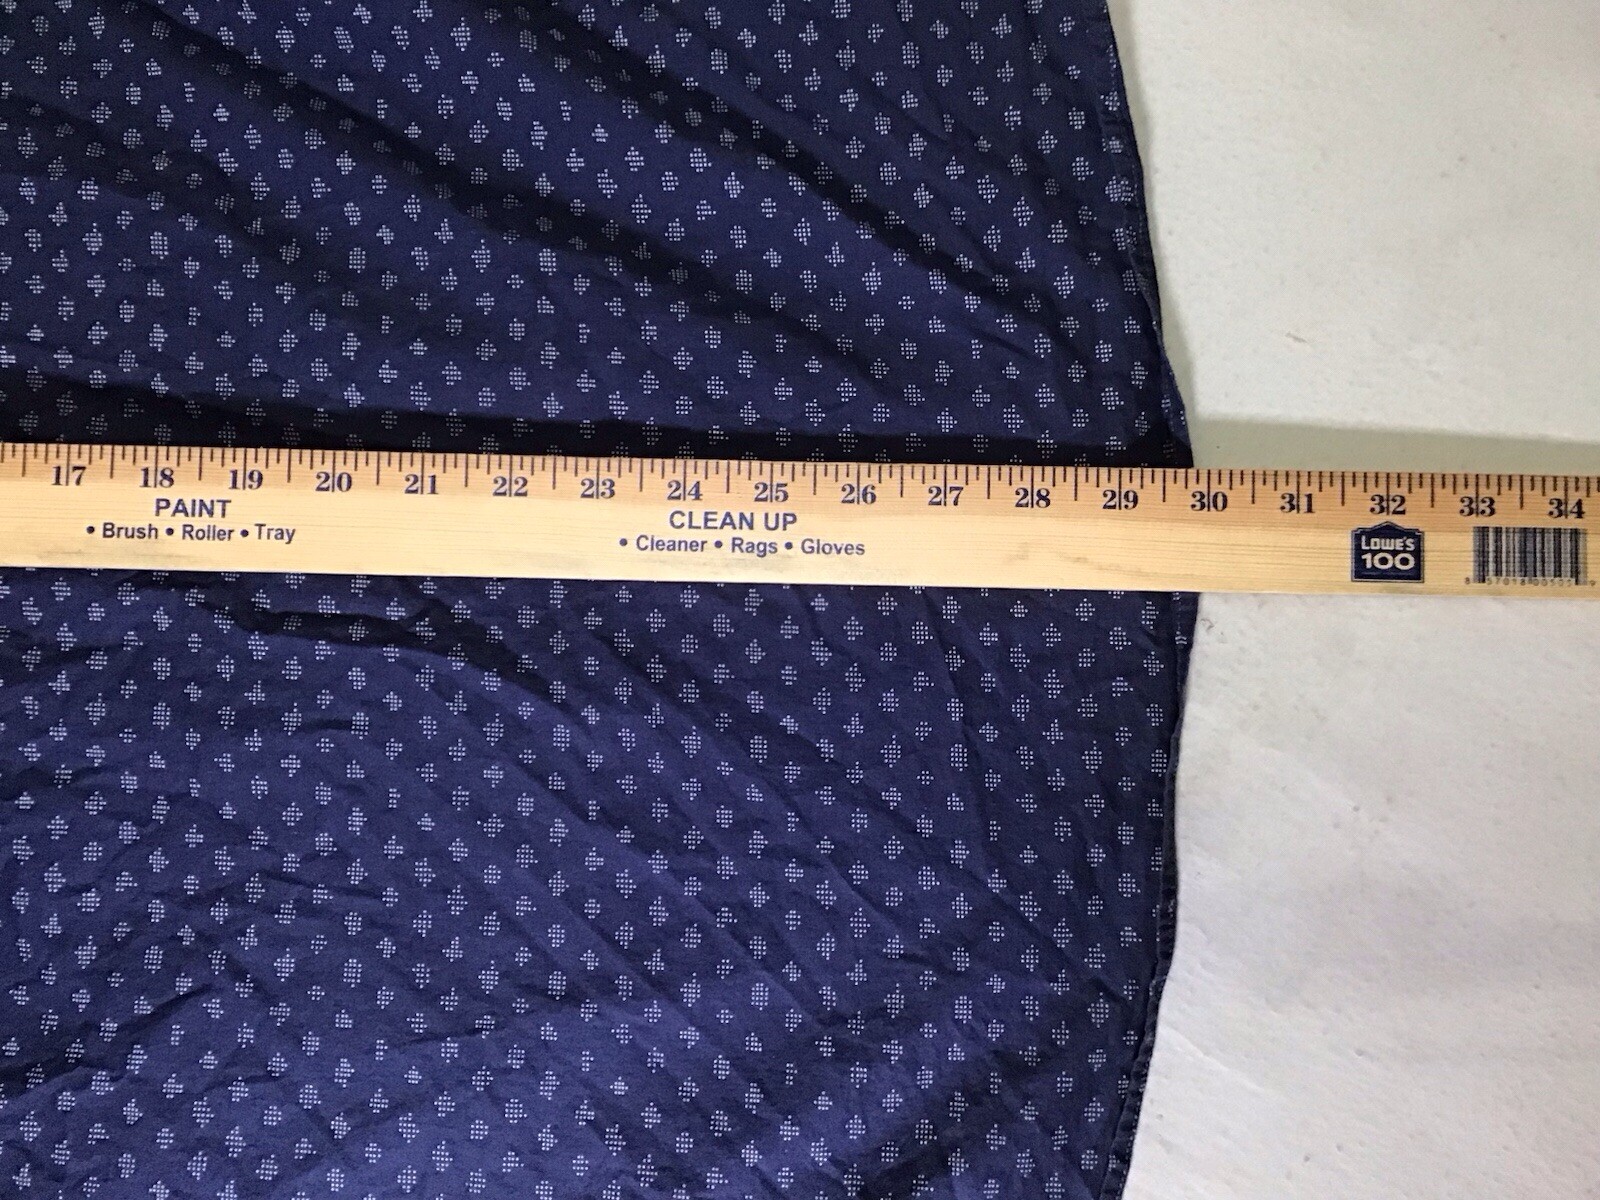 17 18 19 20 21 22 23 24 25 26 27 28 29 30 31 32 33 34
PAINT
• Brush • Roller • Tray
CLEAN UP
• Cleaner • Rags • Gloves
LOWE'S
100